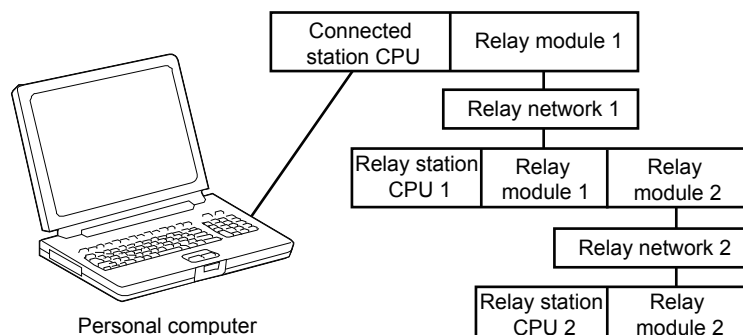 Connected
station CPU
Relay module 1
Relay network 1
Relay station
CPU 1
Relay
module 1
Relay
module 2
Relay network 2
Relay station
CPU 2
Relay
module 2
Personal computer